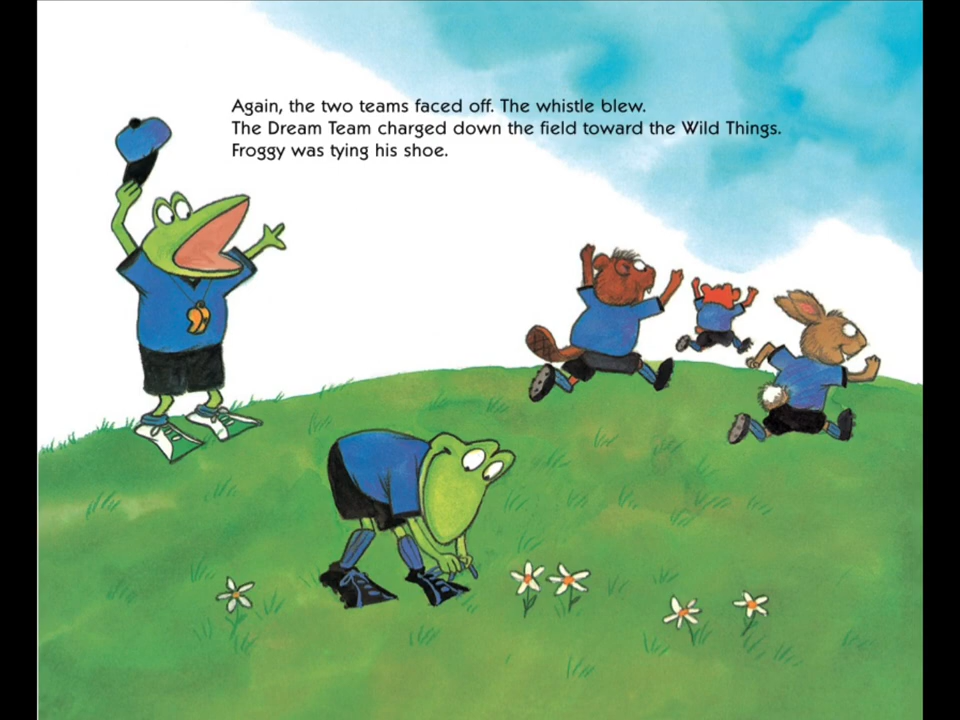 Again, the two teams faced off. The whistle blew.
The Dream Team charged down the field toward the Wild Things.
Froggy was tying his shoe.